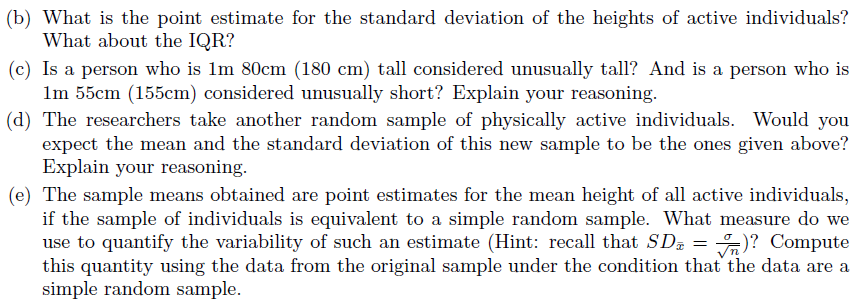 (b) What is the point estimate for the standard deviation of the heights of active individuals?
What about the IQR?
(c) Is a person who is 1m 80cm (180 cm) tall considered unusually tall? And is a person who is
1m 55cm (155cm) considered unusually short? Explain your reasoning.
(d) The researchers take another random sample of physically active individuals. Would you
expect the mean and the standard deviation of this new sample to be the ones given above?
Explain your reasoning.
(e) The sample means obtained are point estimates for the mean height of all active individuals,
if the sample of individuals is equivalent to a simple random sample. What measure do we
use to quantify the variability of such an estimate (Hint: recall that $SD_{\bar{x}} = \frac{\sigma}{\sqrt{n}}$)? Compute
this quantity using the data from the original sample under the condition that the data are a
simple random sample.